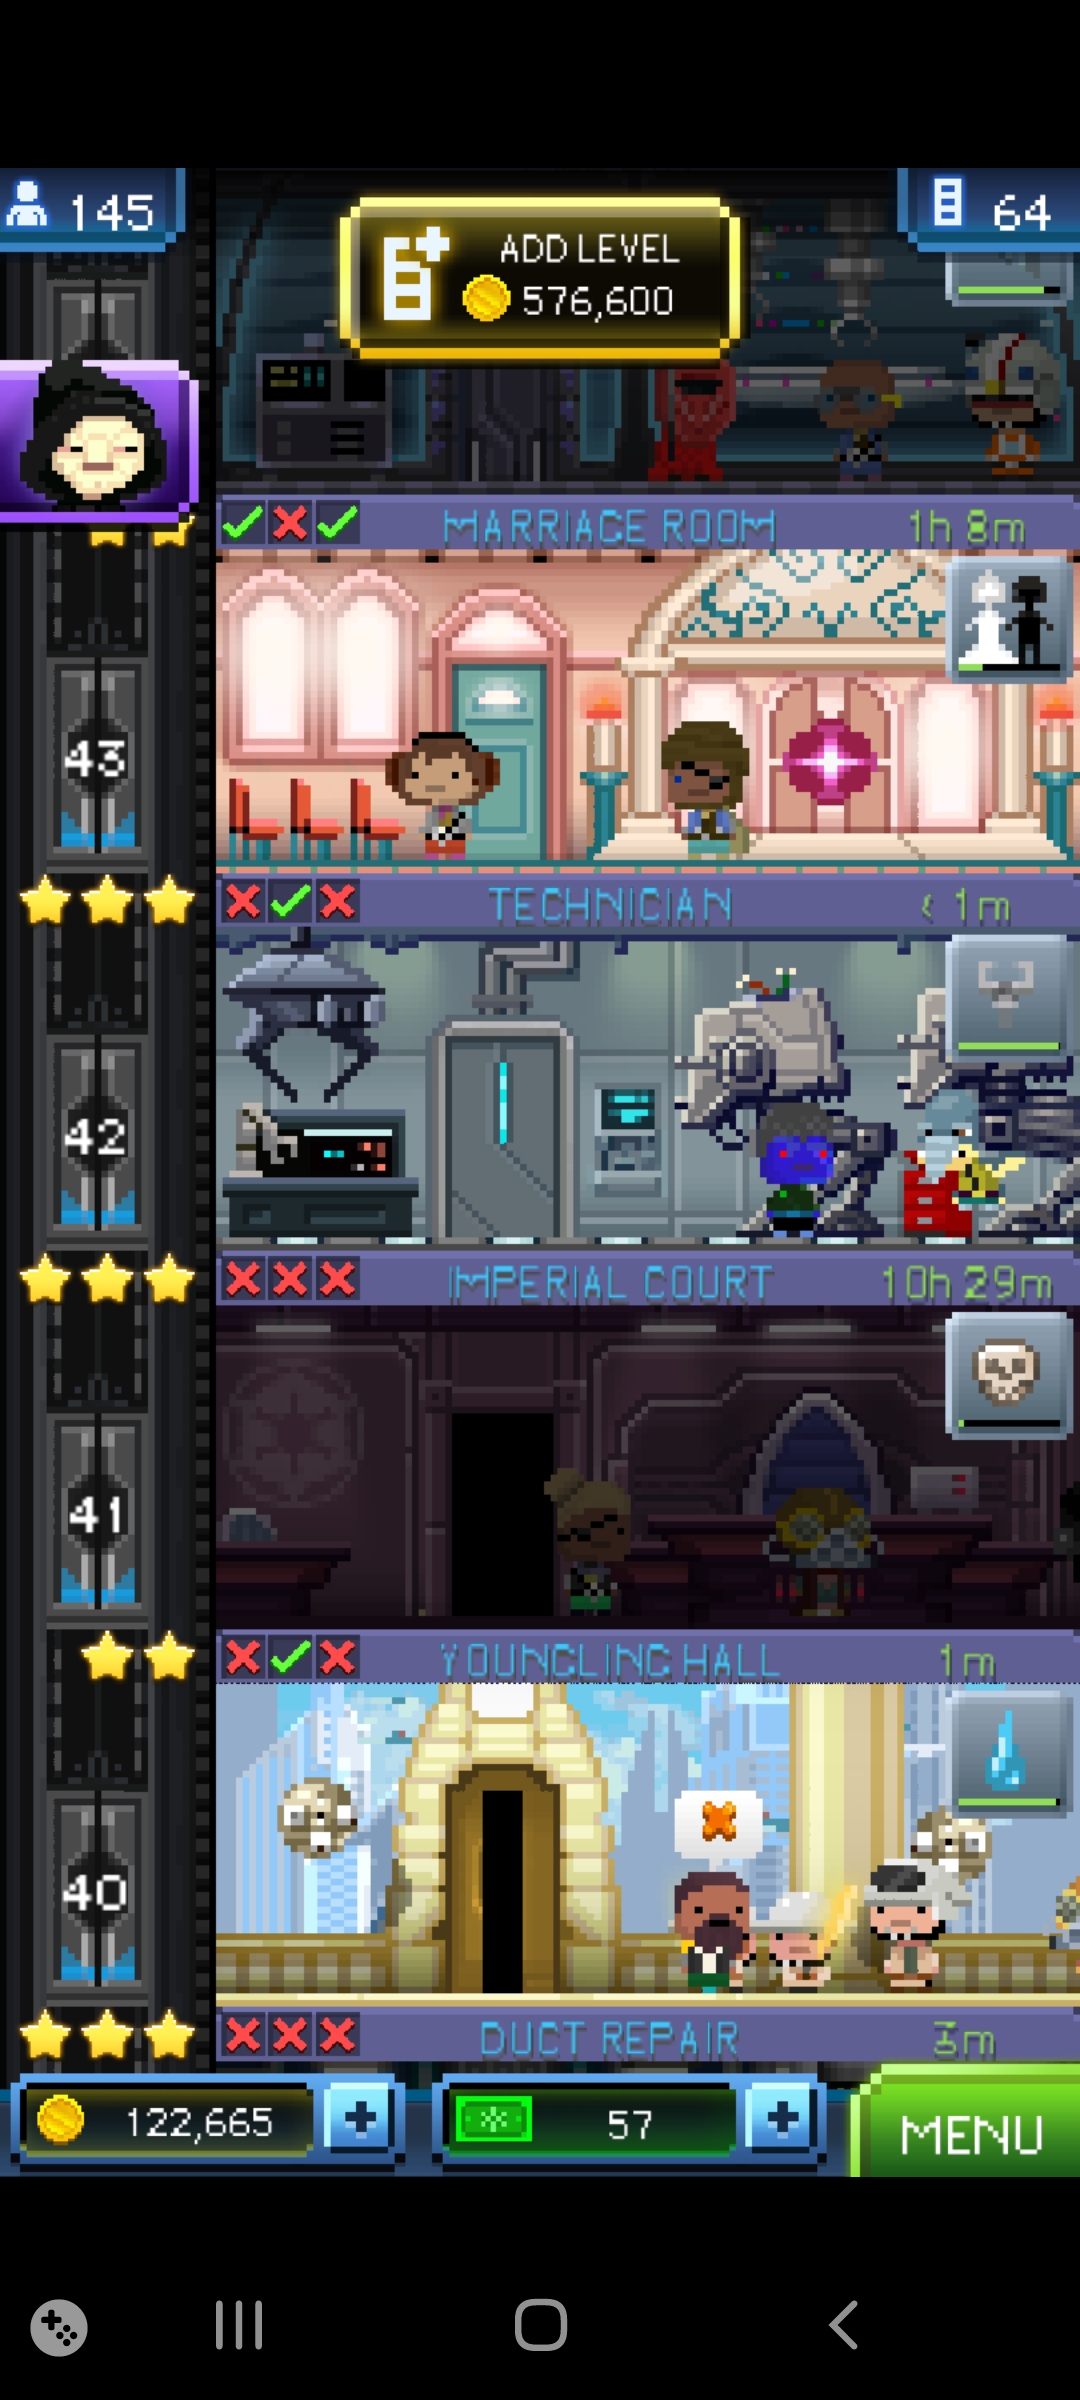 145
ADD LEVEL
576,600
64
MARRIAGE ROOM
1h 8m
43
TECHNICIAN
< 1m
42
IMPERIAL COURT
10h 29m
41
YOUNGLING HALL
1m
40
DUCT REPAIR
3m
122,665
57
MENU